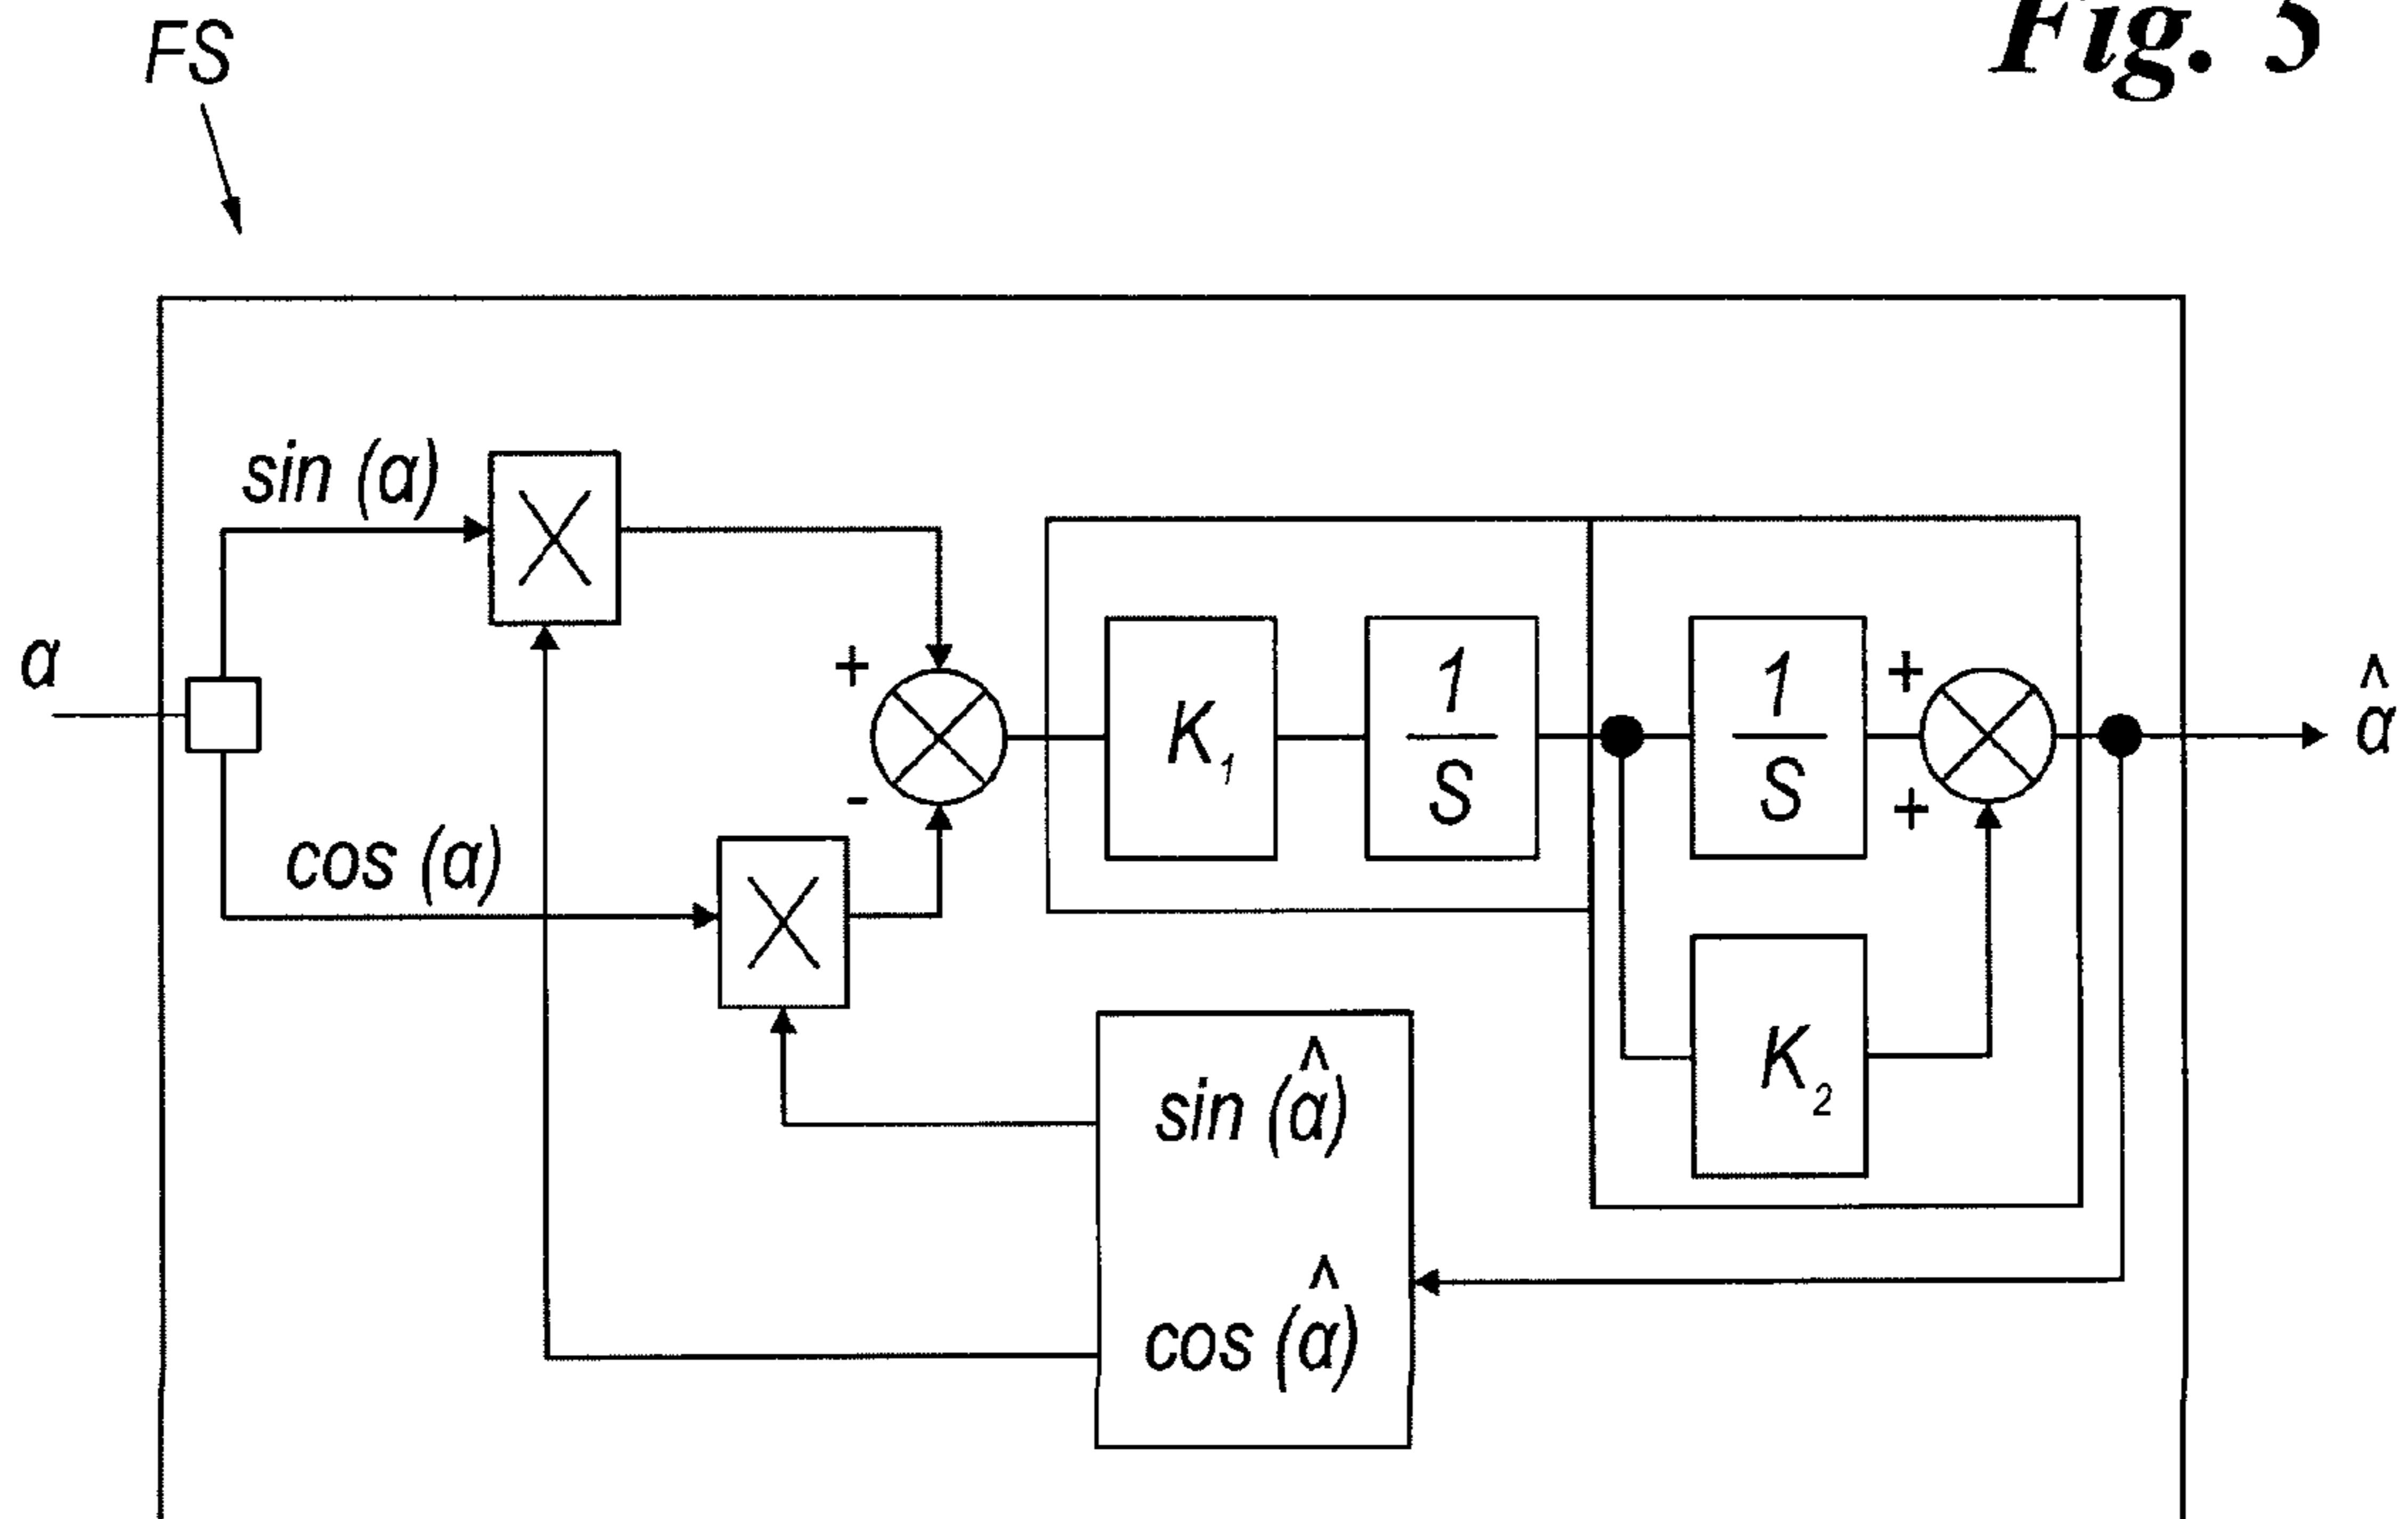 FS
Fig. 5
sin (α)
α
cos (α)
+
-
K₁
1
S
1
S
+
+
α̂
K₂
sin (α̂)
cos (α̂)